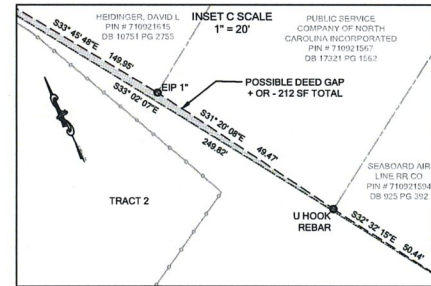 HEIDINGER, DAVID L
PIN # 710921615
DB 10751 PG 2755
INSET C SCALE
1" = 20'
PUBLIC SERVICE
COMPANY OF NORTH
CAROLINA INCORPORATED
PIN # 710921567
DB 17321 PG 1562
S33° 45' 48"E
149.95'
EIP 1"
POSSIBLE DEED GAP
+ OR - 212 SF TOTAL
S33° 02' 07"E
249.82'
S31° 20' 08"E
49.47'
SEABOARD AIR
LINE RR CO
PIN # 710921594
DB 925 PG 392
TRACT 2
U HOOK
REBAR
S32° 32' 15"E
50.44'